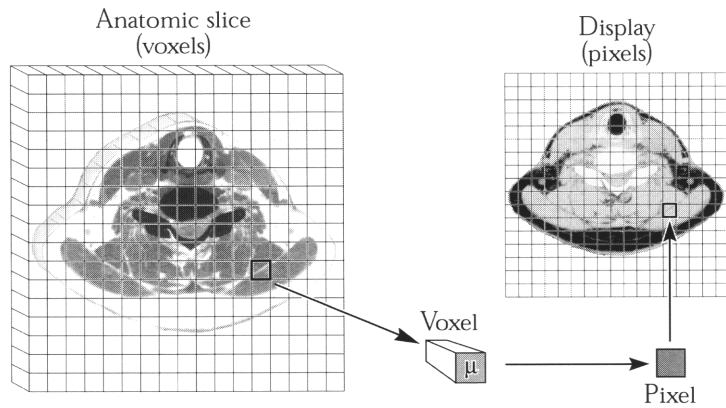 Anatomic slice
(voxels)
Display
(pixels)
Voxel
μ
Pixel